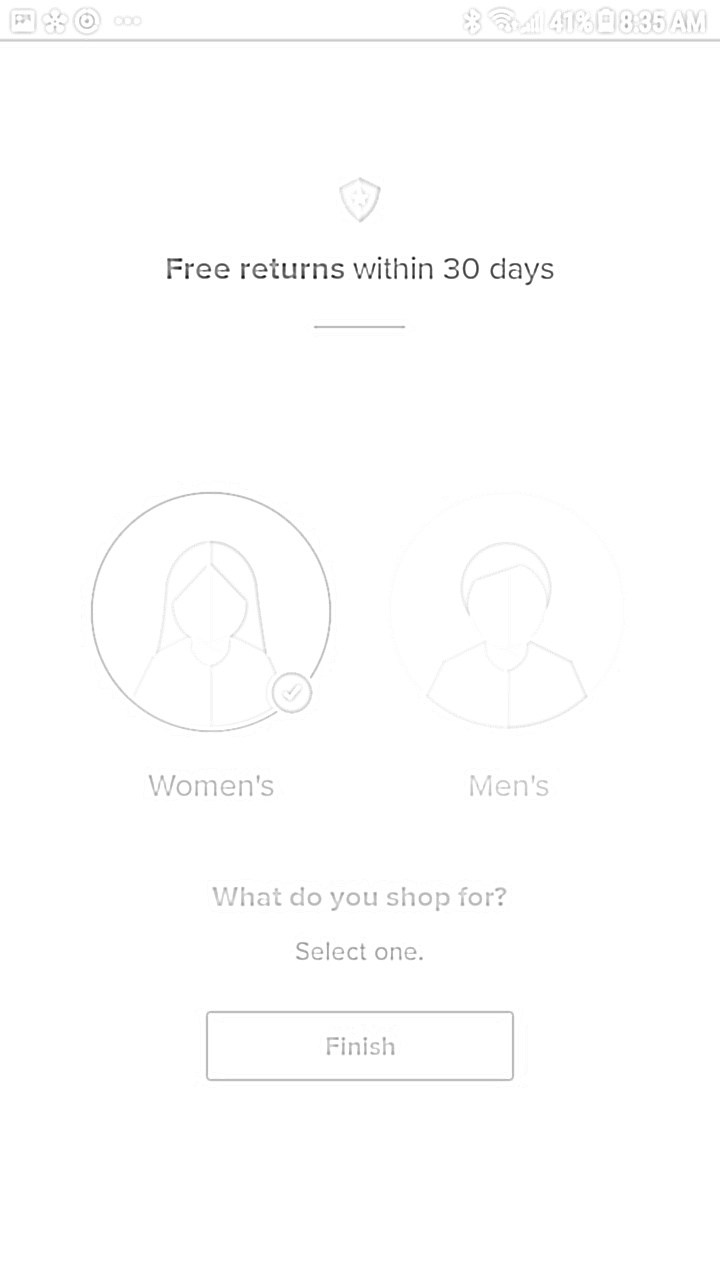 41% 8:35 AM
Free returns within 30 days
Women's
Men's
What do you shop for?
Select one.
Finish